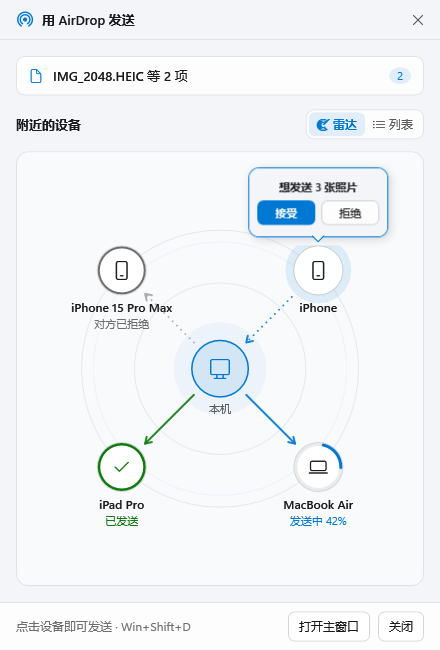 用 AirDrop 发送
IMG_2048.HEIC 等 2 项
2
附近的设备
雷达
列表
想发送 3 张照片
接受
拒绝
iPhone 15 Pro Max
对方已拒绝
iPhone
本机
iPad Pro
已发送
MacBook Air
发送中 42%
点击设备即可发送 · Win+Shift+D
打开主窗口
关闭